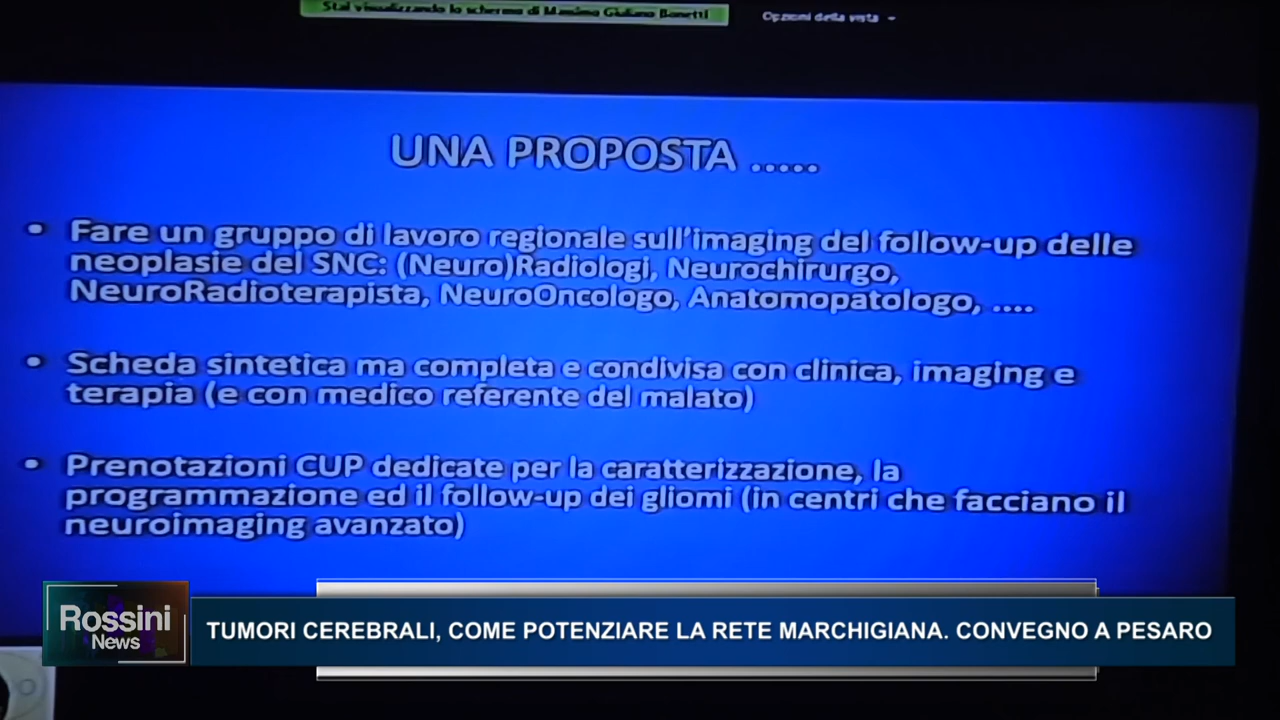 Stai visualizzando lo schermo di Massimo Giuliano Bonetti
Opzioni della vista
UNA PROPOSTA .....
• Fare un gruppo di lavoro regionale sull'imaging del follow-up delle
neoplasie del SNC: (Neuro)Radiologi, Neurochirurgo,
NeuroRadioterapista, NeuroOncologo, Anatomopatologo, ....
• Scheda sintetica ma completa e condivisa con clinica, imaging e
terapia (e con medico referente del malato)
• Prenotazioni CUP dedicate per la caratterizzazione, la
programmazione ed il follow-up dei gliomi (in centri che facciano il
neuroimaging avanzato)
Rossini
News
TUMORI CEREBRALI, COME POTENZIARE LA RETE MARCHIGIANA. CONVEGNO A PESARO